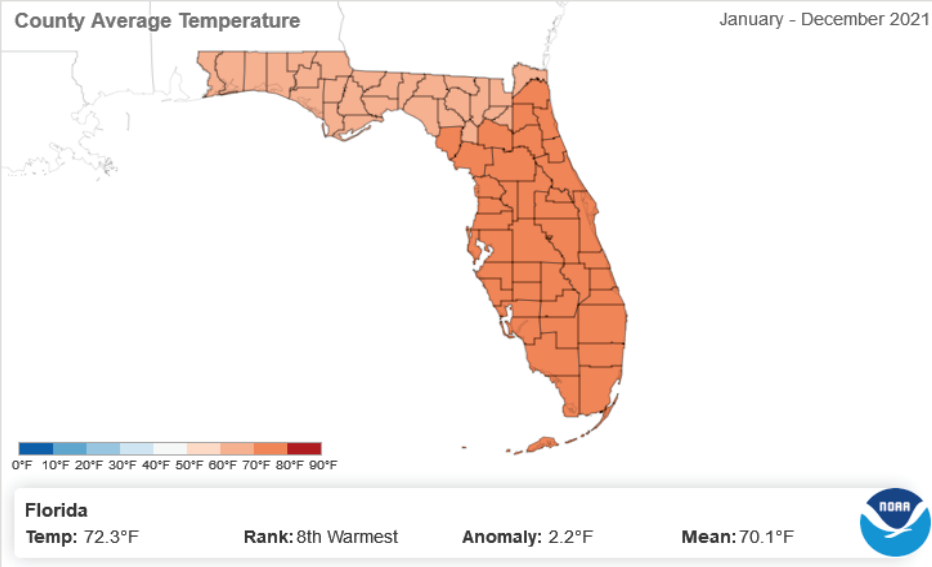 County Average Temperature
January - December 2021
0°F 10°F 20°F 30°F 40°F 50°F 60°F 70°F 80°F 90°F
Florida
Temp: 72.3°F Rank: 8th Warmest Anomaly: 2.2°F Mean: 70.1°F
NOAA